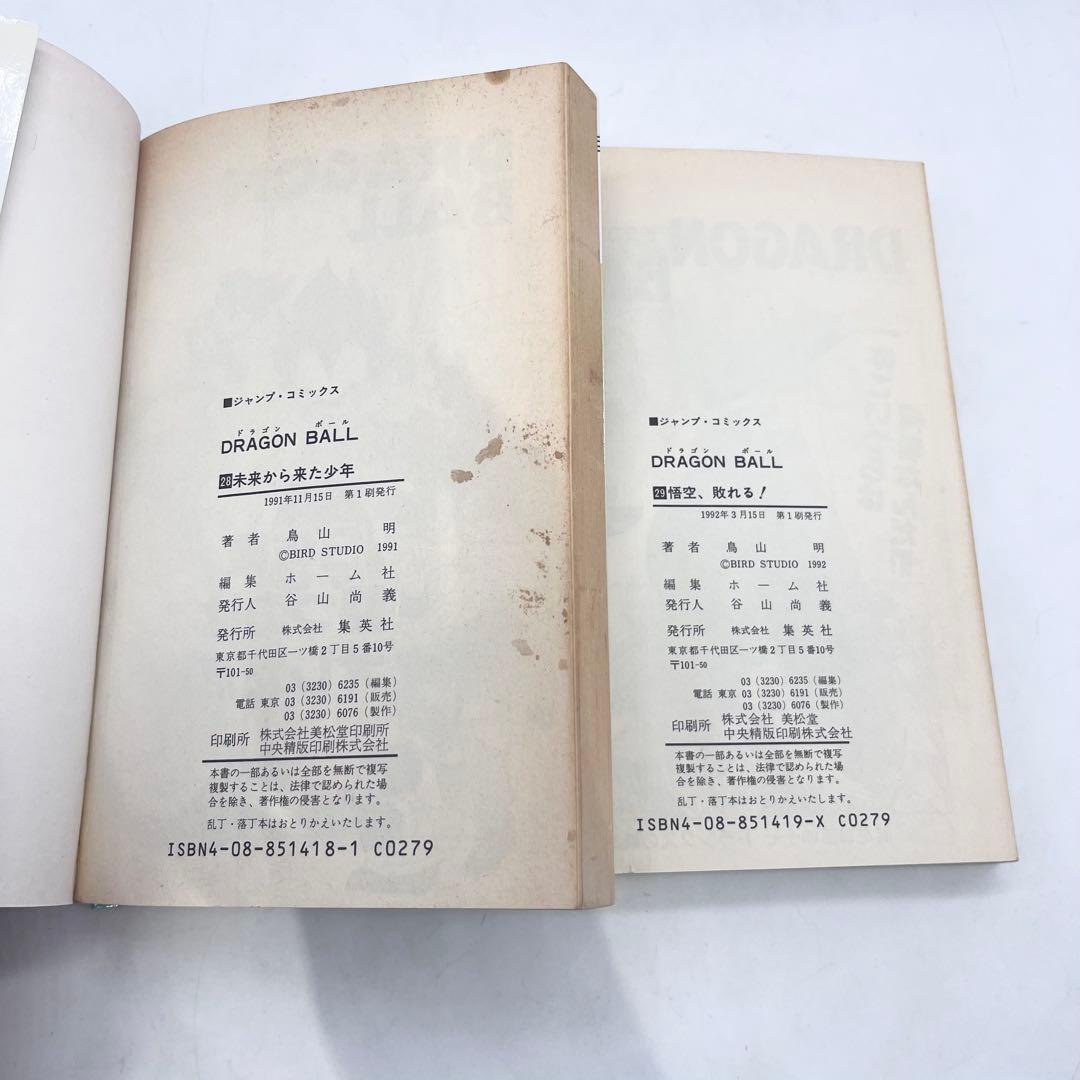 ■ジャンプ・コミックス
ドラゴン ボール
DRAGON BALL
28未来から来た少年
1991年11月15日 第1刷発行
著者 鳥山 明
©BIRD STUDIO 1991
編集 ホーム社
発行人 谷山尚義
発行所 株式会社 集英社
東京都千代田区一ツ橋2丁目5番10号
〒101-50
03(3230)6235(編集)
電話 東京 03(3230)6191(販売)
03(3230)6076(製作)
印刷所 株式会社美松堂印刷所
中央精版印刷株式会社
本書の一部あるいは全部を無断で複写
複製することは、法律で認められた場
合を除き、著作権の侵害となります。
乱丁・落丁本はおとりかえいたします。
ISBN4-08-851418-1 C0279
■ジャンプ・コミックス
ドラゴン ボール
DRAGON BALL
29悟空、敗れる!
1992年3月15日 第1刷発行
著者 鳥山 明
©BIRD STUDIO 1992
編集 ホーム社
発行人 谷山尚義
発行所 株式会社 集英社
東京都千代田区一ツ橋2丁目5番10号
〒101-50
03(3230)6235(編集)
電話 東京 03(3230)6191(販売)
03(3230)6076(製作)
印刷所 株式会社 美松堂
中央精版印刷株式会社
本書の一部あるいは全部を無断で複写
複製することは、法律で認められた場
合を除き、著作権の侵害となります。
乱丁・落丁本はおとりかえいたします。
ISBN4-08-851419-X C0279